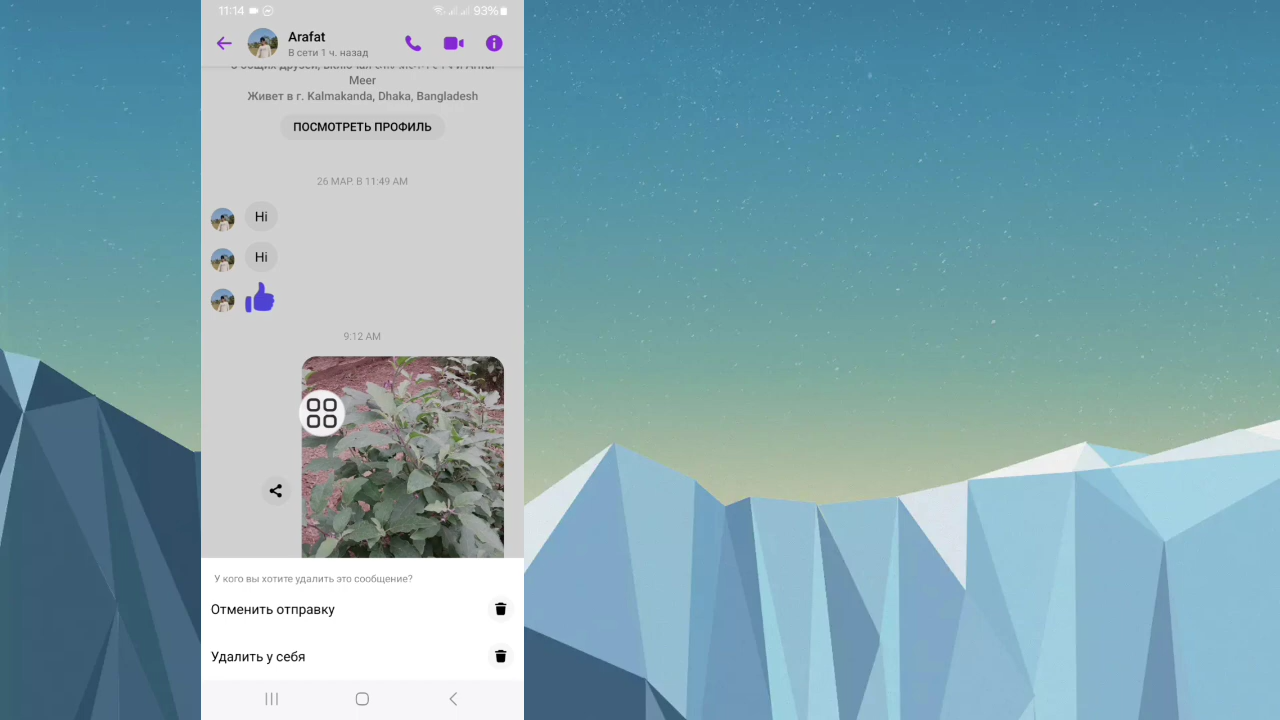 11:14
93%
Arafat
В сети 1 ч. назад
Meer
Живет в г. Kalmakanda, Dhaka, Bangladesh
ПОСМОТРЕТЬ ПРОФИЛЬ
26 МАР. В 11:49 AM
Hi
Hi
9:12 AM
У кого вы хотите удалить это сообщение?
Отменить отправку
Удалить у себя